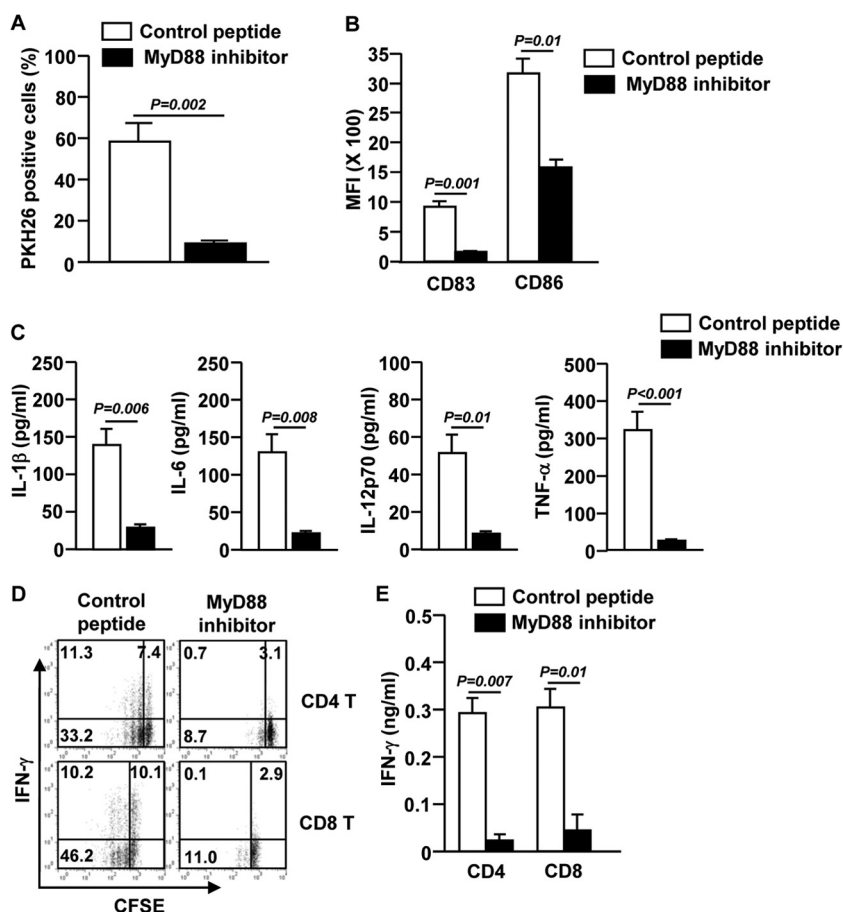 A
Control peptide
MyD88 inhibitor
PKH26 positive cells (%)
100
80
60
40
20
0
P=0.002
B
Control peptide
MyD88 inhibitor
MFI (X 100)
35
30
25
20
15
10
5
0
P=0.001
P=0.01
CD83
CD86
C
Control peptide
MyD88 inhibitor
IL-1β (pg/ml)
250
200
150
100
50
0
P=0.006
IL-6 (pg/ml)
250
200
150
100
50
0
P=0.008
IL-12p70 (pg/ml)
100
80
60
40
20
0
P=0.01
TNF-α (pg/ml)
500
400
300
200
100
0
P<0.001
D
Control
peptide
MyD88
inhibitor
11.3 7.4
33.2
0.7 3.1
8.7
CD4 T
10.2 10.1
46.2
0.1 2.9
11.0
CD8 T
IFN-γ
CFSE
E
Control peptide
MyD88 inhibitor
IFN-γ (ng/ml)
0.5
0.4
0.3
0.2
0.1
0
P=0.007
P=0.01
CD4
CD8